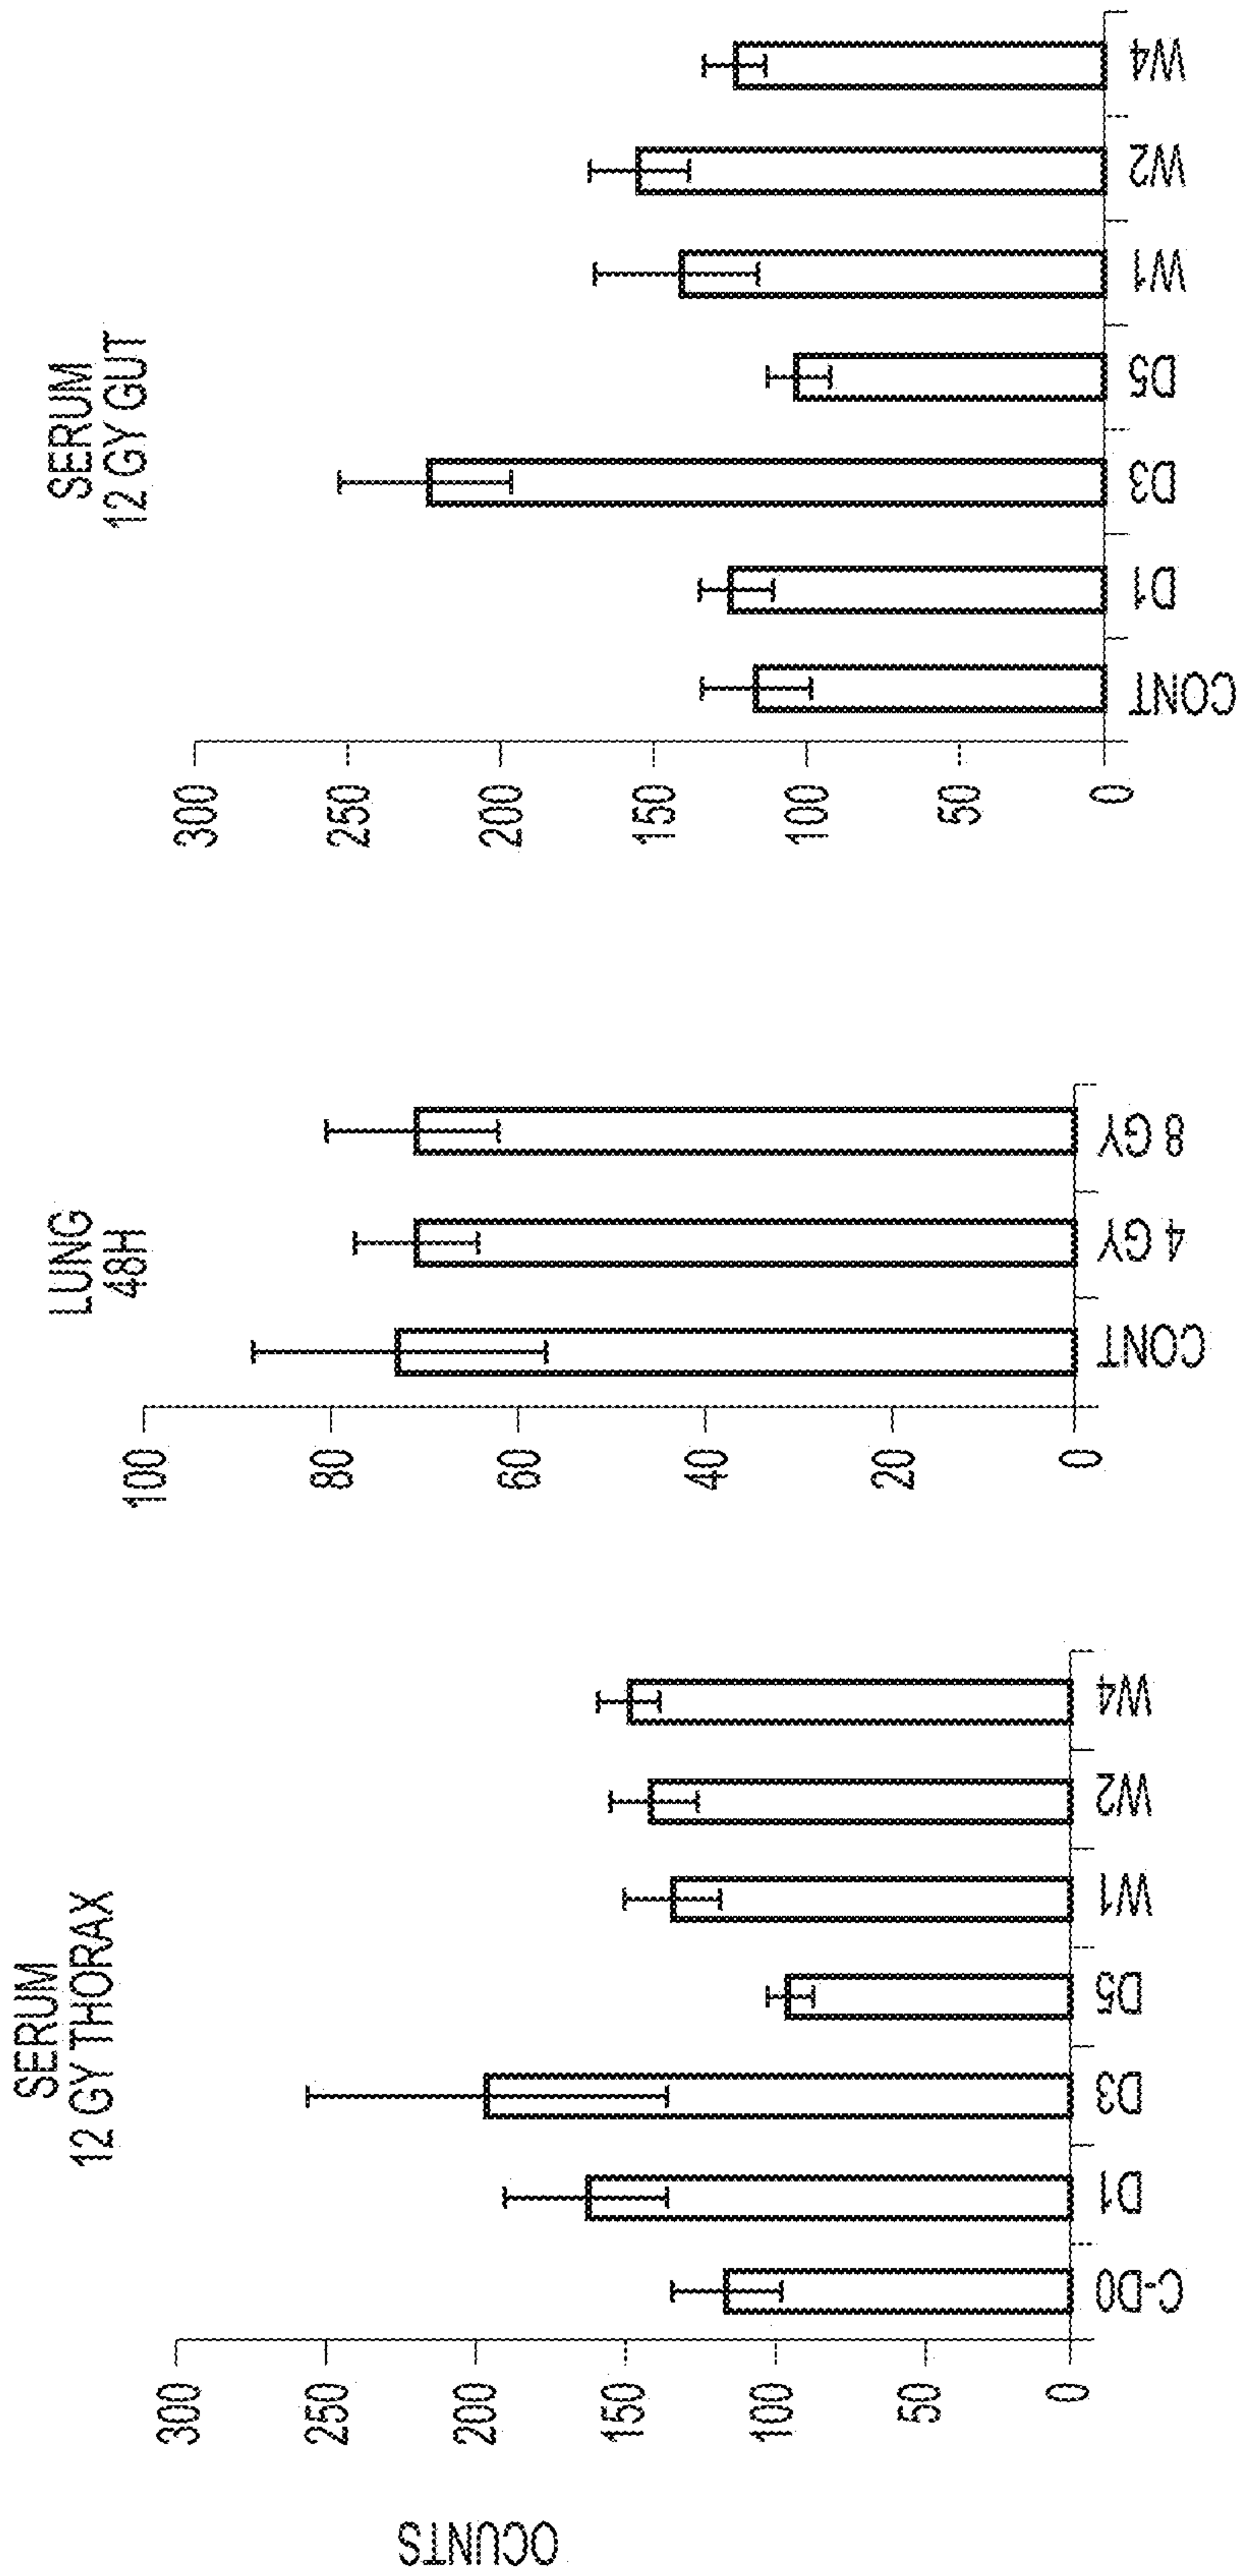 SERUM
12 GY THORAX
OCUNTS
300
250
200
150
100
50
0
C-D0
D1
D3
D5
W1
W2
W4
LUNG
48H
100
80
60
40
20
0
CONT
4 GY
8 GY
SERUM
12 GY GUT
300
250
200
150
100
50
0
CONT
D1
D3
D5
W1
W2
W4